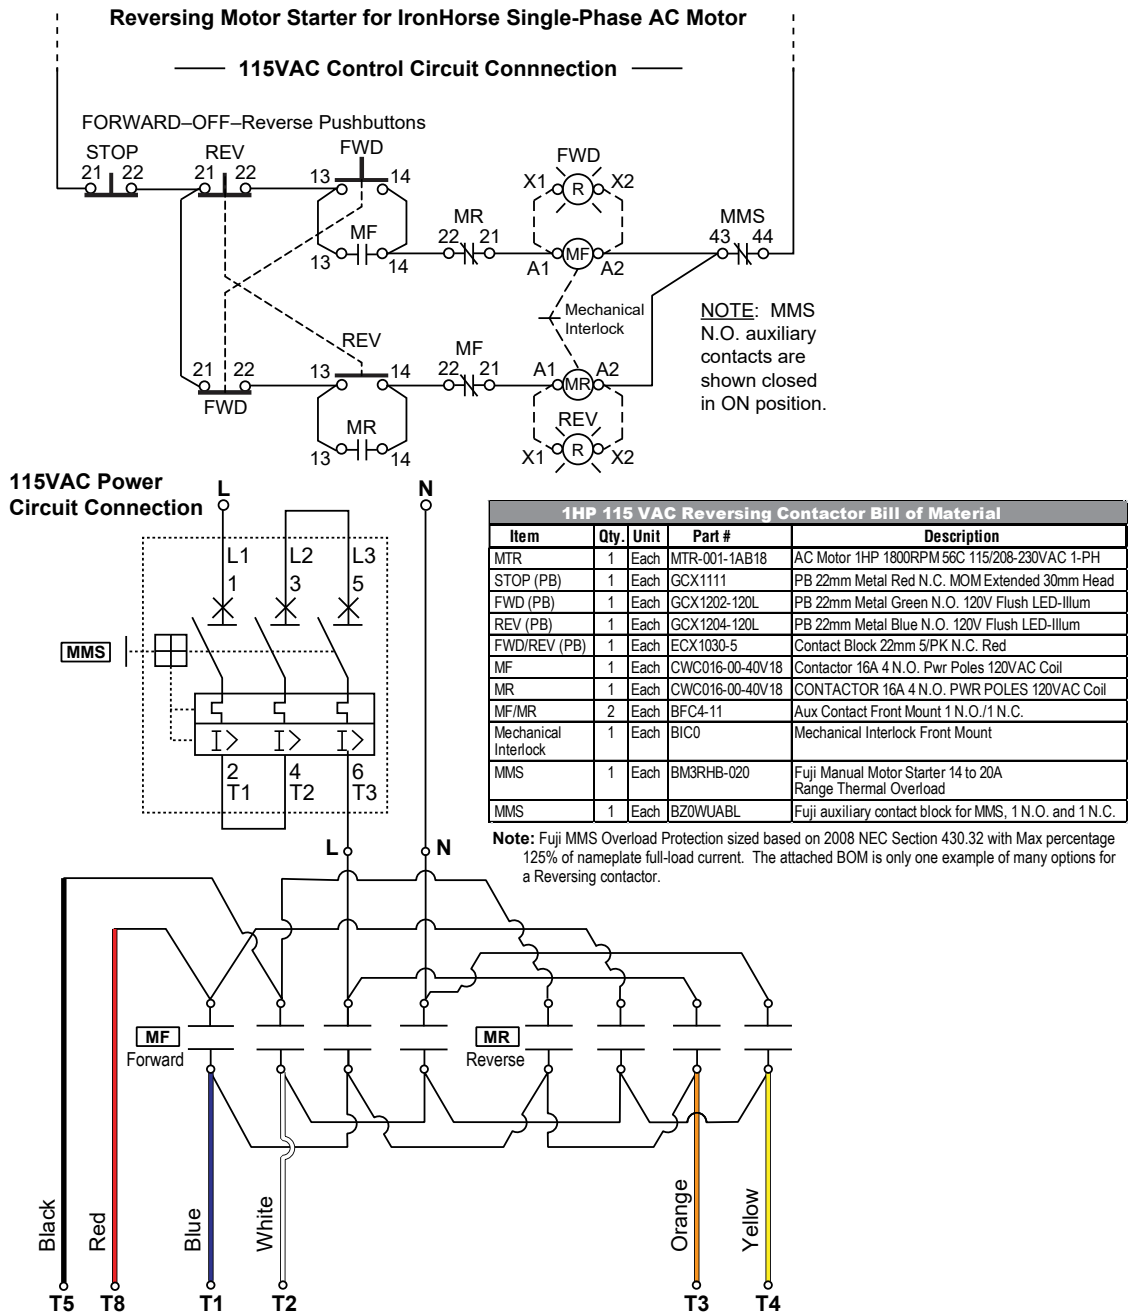 Reversing Motor Starter for IronHorse Single-Phase AC Motor
115VAC Control Circuit Connnection
FORWARD–OFF–Reverse Pushbuttons
STOP REV FWD FWD
21 22 21 22 13 14 X1 R X2
MF MR MMS
22 21 43 44
13 14 A1 MF A2
Mechanical
Interlock
NOTE: MMS
N.O. auxiliary
contacts are
shown closed
in ON position.
REV MF
21 22 13 14 22 21 A1 MR A2
FWD
MR REV
13 14 X1 R X2
115VAC Power
Circuit Connection
L N
L1 L2 L3
1 3 5
MMS
I> I> I>
2 4 6
T1 T2 T3
L N
1HP 115 VAC Reversing Contactor Bill of Material
Item Qty. Unit Part # Description
MTR 1 Each MTR-001-1AB18 AC Motor 1HP 1800RPM 56C 115/208-230VAC 1-PH
STOP (PB) 1 Each GCX1111 PB 22mm Metal Red N.C. MOM Extended 30mm Head
FWD (PB) 1 Each GCX1202-120L PB 22mm Metal Green N.O. 120V Flush LED-Illum
REV (PB) 1 Each GCX1204-120L PB 22mm Metal Blue N.O. 120V Flush LED-Illum
FWD/REV (PB) 1 Each ECX1030-5 Contact Block 22mm 5/PK N.C. Red
MF 1 Each CWC016-00-40V18 Contactor 16A 4 N.O. Pwr Poles 120VAC Coil
MR 1 Each CWC016-00-40V18 CONTACTOR 16A 4 N.O. PWR POLES 120VAC Coil
MF/MR 2 Each BFC4-11 Aux Contact Front Mount 1 N.O./1 N.C.
Mechanical
Interlock 1 Each BIC0 Mechanical Interlock Front Mount
MMS 1 Each BM3RHB-020 Fuji Manual Motor Starter 14 to 20A
Range Thermal Overload
MMS 1 Each BZ0WUABL Fuji auxiliary contact block for MMS, 1 N.O. and 1 N.C.
Note: Fuji MMS Overload Protection sized based on 2008 NEC Section 430.32 with Max percentage
125% of nameplate full-load current. The attached BOM is only one example of many options for
a Reversing contactor.
MF
Forward
MR
Reverse
Black Red Blue White Orange Yellow
T5 T8 T1 T2 T3 T4